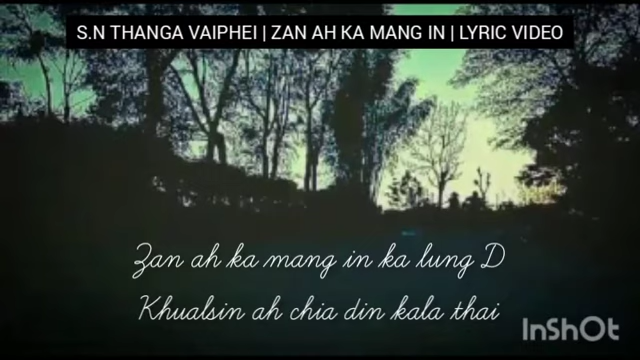 S.N THANGA VAIPHEI | ZAN AH KA MANG IN | LYRIC VIDEO
Zan ah ka mang in ka lung D
Khualsin ah chia din kala thai
InShOt